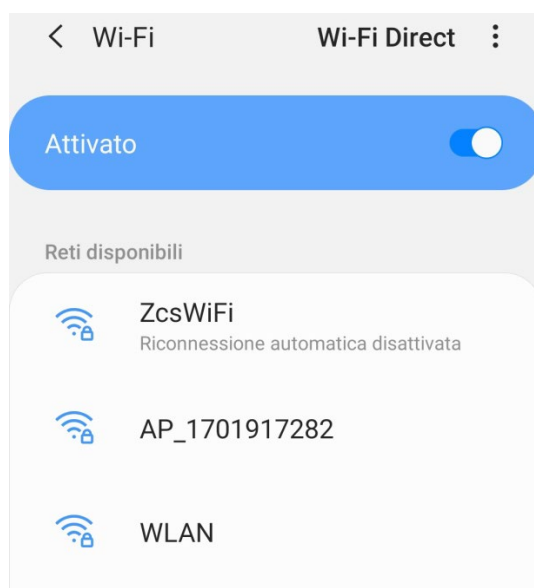 Wi-Fi Wi-Fi Direct
Attivato
Reti disponibili
ZcsWiFi
Riconnessione automatica disattivata
AP_1701917282
WLAN